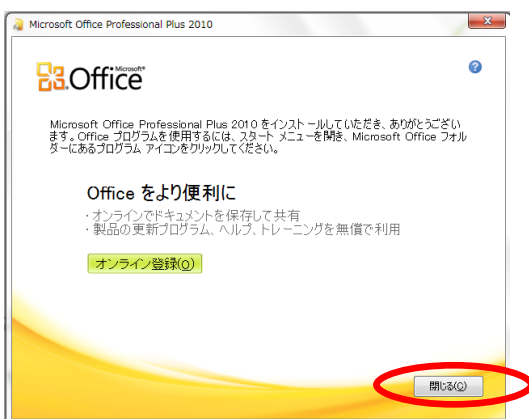 Microsoft Office Professional Plus 2010
Microsoft®
Office
Microsoft Office Professional Plus 2010 をインストールしていただき、ありがとうござい
ます。Office プログラムを使用するには、スタート メニューを開き、Microsoft Office フォル
ダーにあるプログラム アイコンをクリックしてください。
Office をより便利に
・オンラインでドキュメントを保存して共有
・製品の更新プログラム、ヘルプ、トレーニングを無償で利用
オンライン登録(O)
閉じる(C)